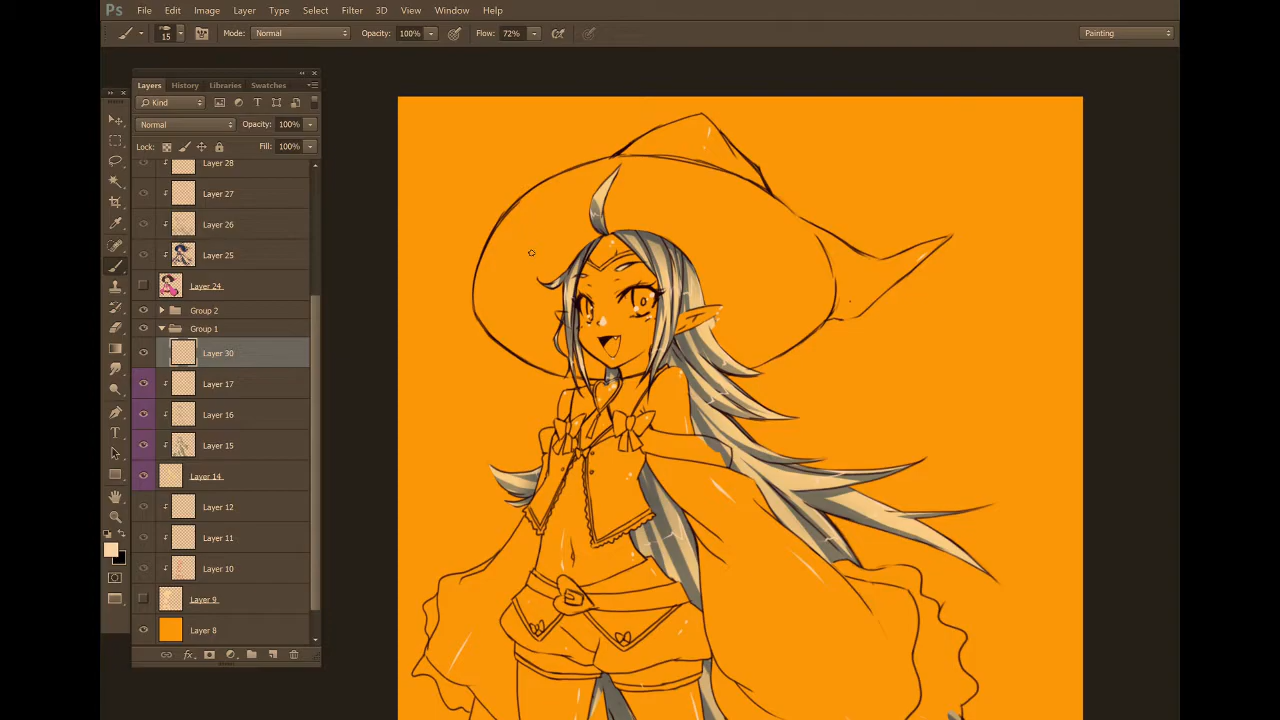 Ps File Edit Image Layer Type Select Filter 3D View Window Help
15 Mode: Normal Opacity: 100% Flow: 72% Painting
Layers History Libraries Swatches
Kind T
Normal Opacity: 100%
Lock: Fill: 100%
Layer 28
Layer 27
Layer 26
Layer 25
Layer 24
Group 2
Group 1
Layer 30
Layer 17
Layer 16
Layer 15
Layer 14
Layer 12
Layer 11
Layer 10
Layer 9
Layer 8
T
fx